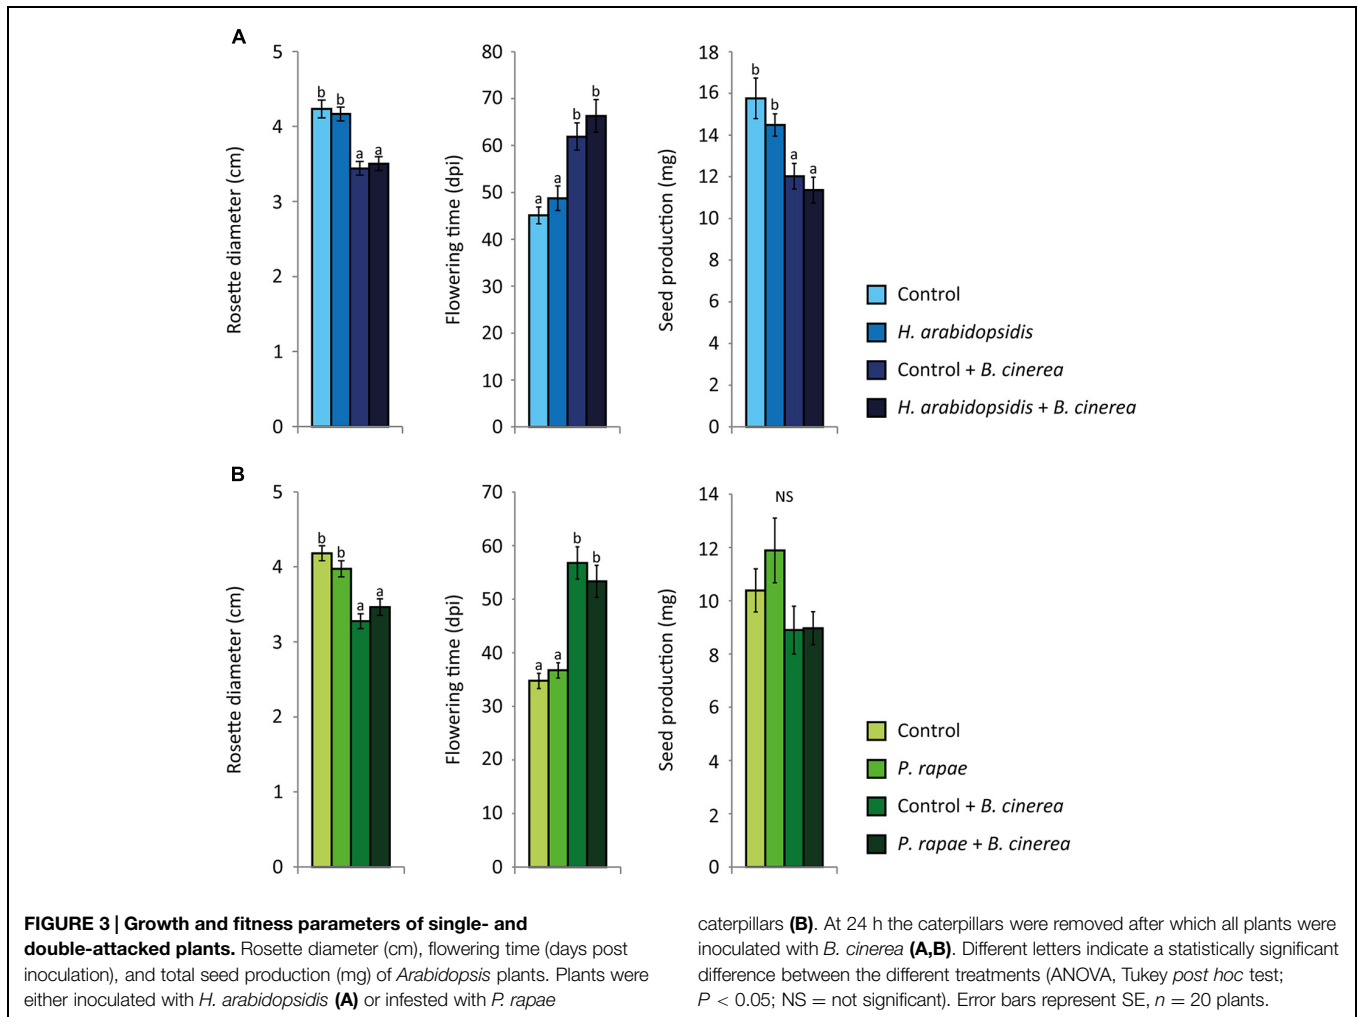 A
Rosette diameter (cm)
5
4
3
2
1
0
b
b
a
a
Flowering time (dpi)
80
70
60
50
40
30
20
10
0
a
a
b
b
Seed production (mg)
18
16
14
12
10
8
6
4
2
0
b
b
a
a
Control
H. arabidopsidis
Control + B. cinerea
H. arabidopsidis + B. cinerea
B
Rosette diameter (cm)
5
4
3
2
1
0
b
b
a
a
Flowering time (dpi)
70
60
50
40
30
20
10
0
a
a
b
b
Seed production (mg)
14
12
10
8
6
4
2
0
NS
Control
P. rapae
Control + B. cinerea
P. rapae + B. cinerea
FIGURE 3 | Growth and fitness parameters of single- and
double-attacked plants. Rosette diameter (cm), flowering time (days post
inoculation), and total seed production (mg) of Arabidopsis plants. Plants were
either inoculated with H. arabidopsidis (A) or infested with P. rapae
caterpillars (B). At 24 h the caterpillars were removed after which all plants were
inoculated with B. cinerea (A,B). Different letters indicate a statistically significant
difference between the different treatments (ANOVA, Tukey post hoc test;
P < 0.05; NS = not significant). Error bars represent SE, n = 20 plants.